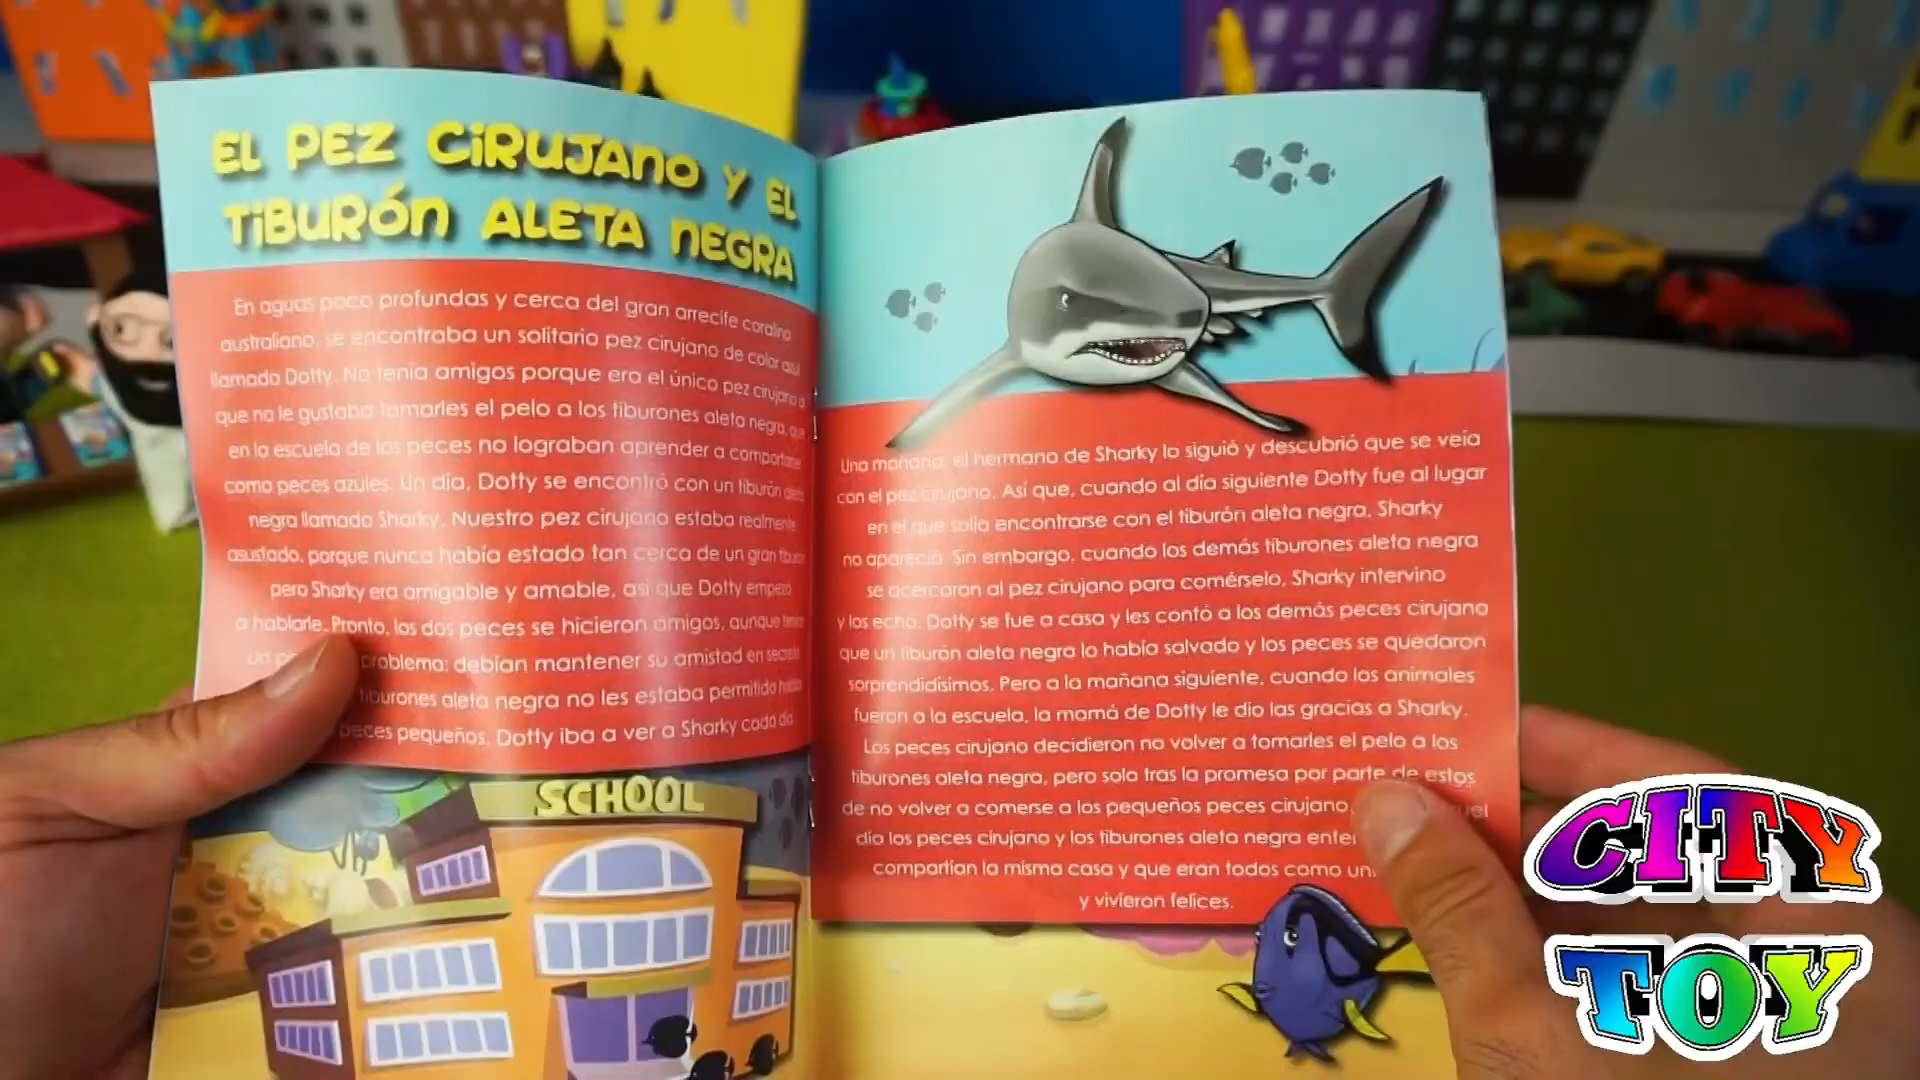 EL PEZ CIRUJANO Y EL
TIBURÓN ALETA NEGRA
En aguas poco profundas y cerca del gran arrecife coralino
australiano, se encontraba un solitario pez cirujano de color azul
llamado Dotty. No tenía amigos porque era el único pez cirujano a
que no le gustaba tomarles el pelo a los tiburones aleta negra, que
en la escuela de los peces no lograban aprender a comportarse
como peces azules. Un día, Dotty se encontró con un tiburón aleta
negra llamado Sharky. Nuestro pez cirujano estaba realmente
asustado, porque nunca había estado tan cerca de un gran tiburón
pero Sharky era amigable y amable, así que Dotty empezó
a hablarle. Pronto, los dos peces se hicieron amigos, aunque
un problema: debían mantener su amistad en secreto
tiburones aleta negra no les estaba permitido
peces pequeños. Dotty iba a ver a Sharky cada día
SCHOOL
Una mañana, el hermano de Sharky lo siguió y descubrió que se veía
con el pez cirujano. Así que, cuando al día siguiente Dotty fue al lugar
en el que solía encontrarse con el tiburón aleta negra, Sharky
no apareció. Sin embargo, cuando los demás tiburones aleta negra
se acercaron al pez cirujano para comérselo, Sharky intervino
y los echó. Dotty se fue a casa y les contó a los demás peces cirujano
que un tiburón aleta negra lo había salvado y los peces se quedaron
sorprendidísimos. Pero a la mañana siguiente, cuando los animales
fueron a la escuela, la mamá de Dotty le dio las gracias a Sharky.
Los peces cirujano decidieron no volver a tomarles el pelo a los
tiburones aleta negra, pero solo tras la promesa por parte de estos
de no volver a comerse a los pequeños peces cirujano.
día los peces cirujano y los tiburones aleta negra
compartían la misma casa y que eran todos como
y vivieron felices.
CITY
TOY